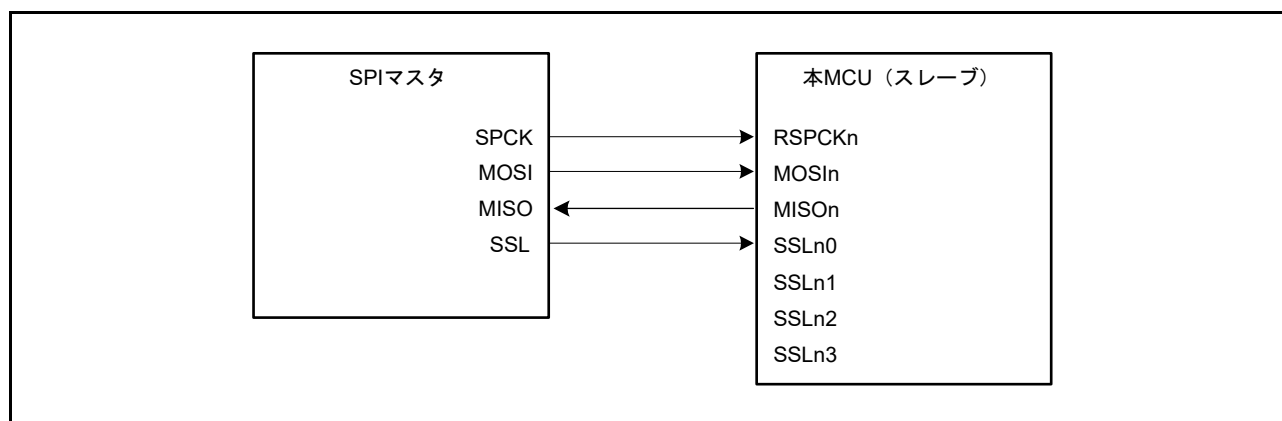 SPIマスタ
SPCK
MOSI
MISO
SSL
本MCU（スレーブ）
RSPCKn
MOSIn
MISOn
SSLn0
SSLn1
SSLn2
SSLn3